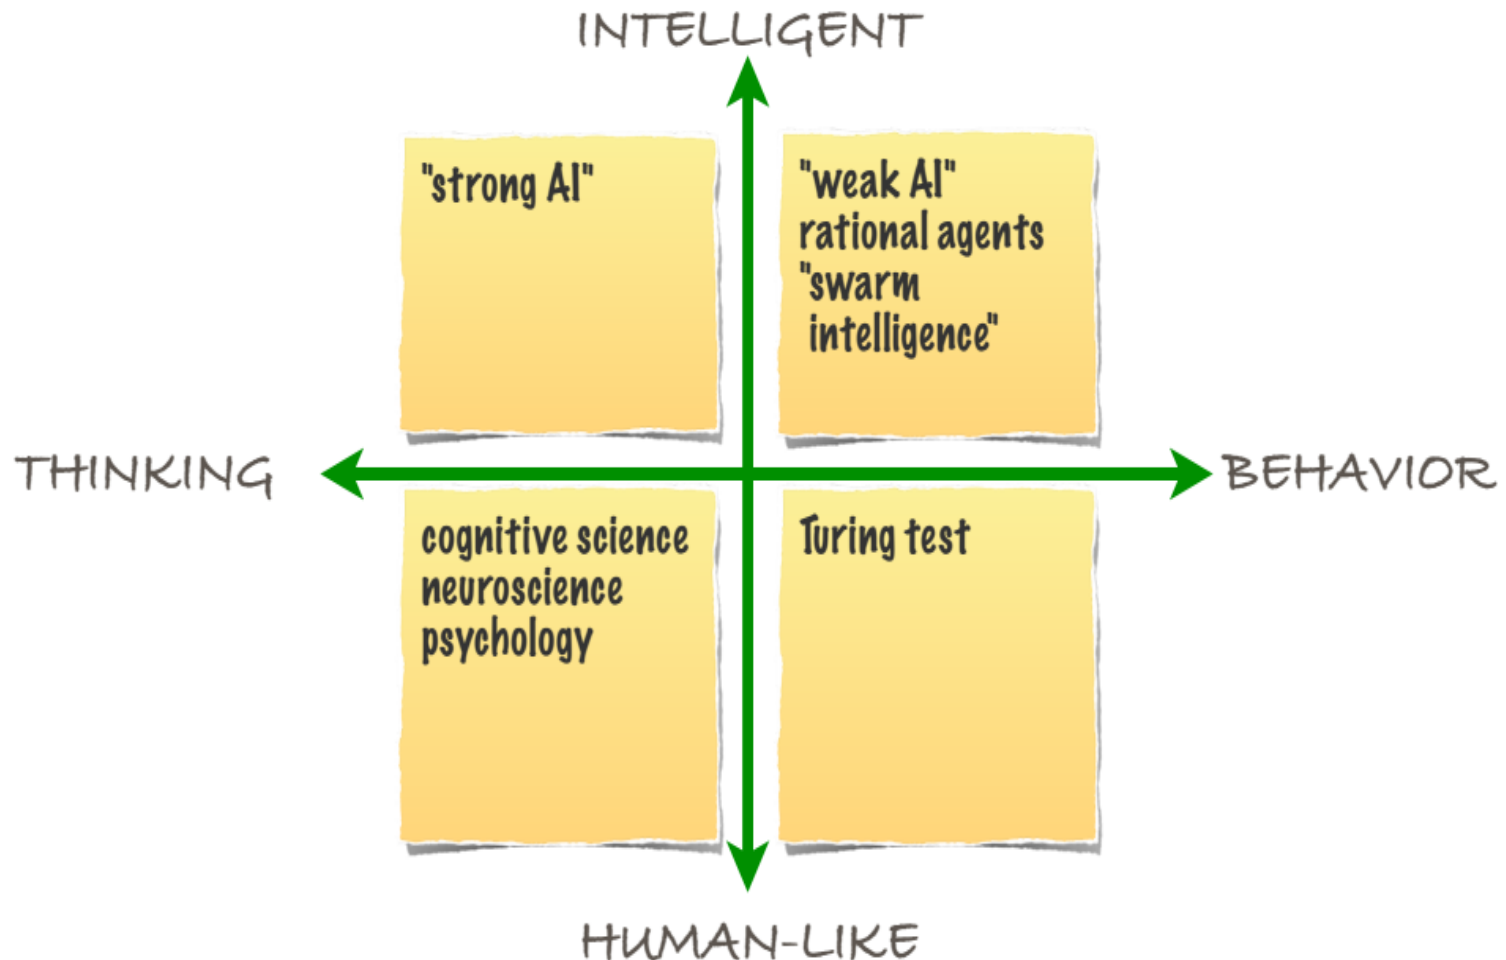 INTELLIGENT
"strong AI"
"weak AI"
rational agents
"swarm
intelligence"
THINKING
BEHAVIOR
cognitive science
neuroscience
psychology
Turing test
HUMAN-LIKE